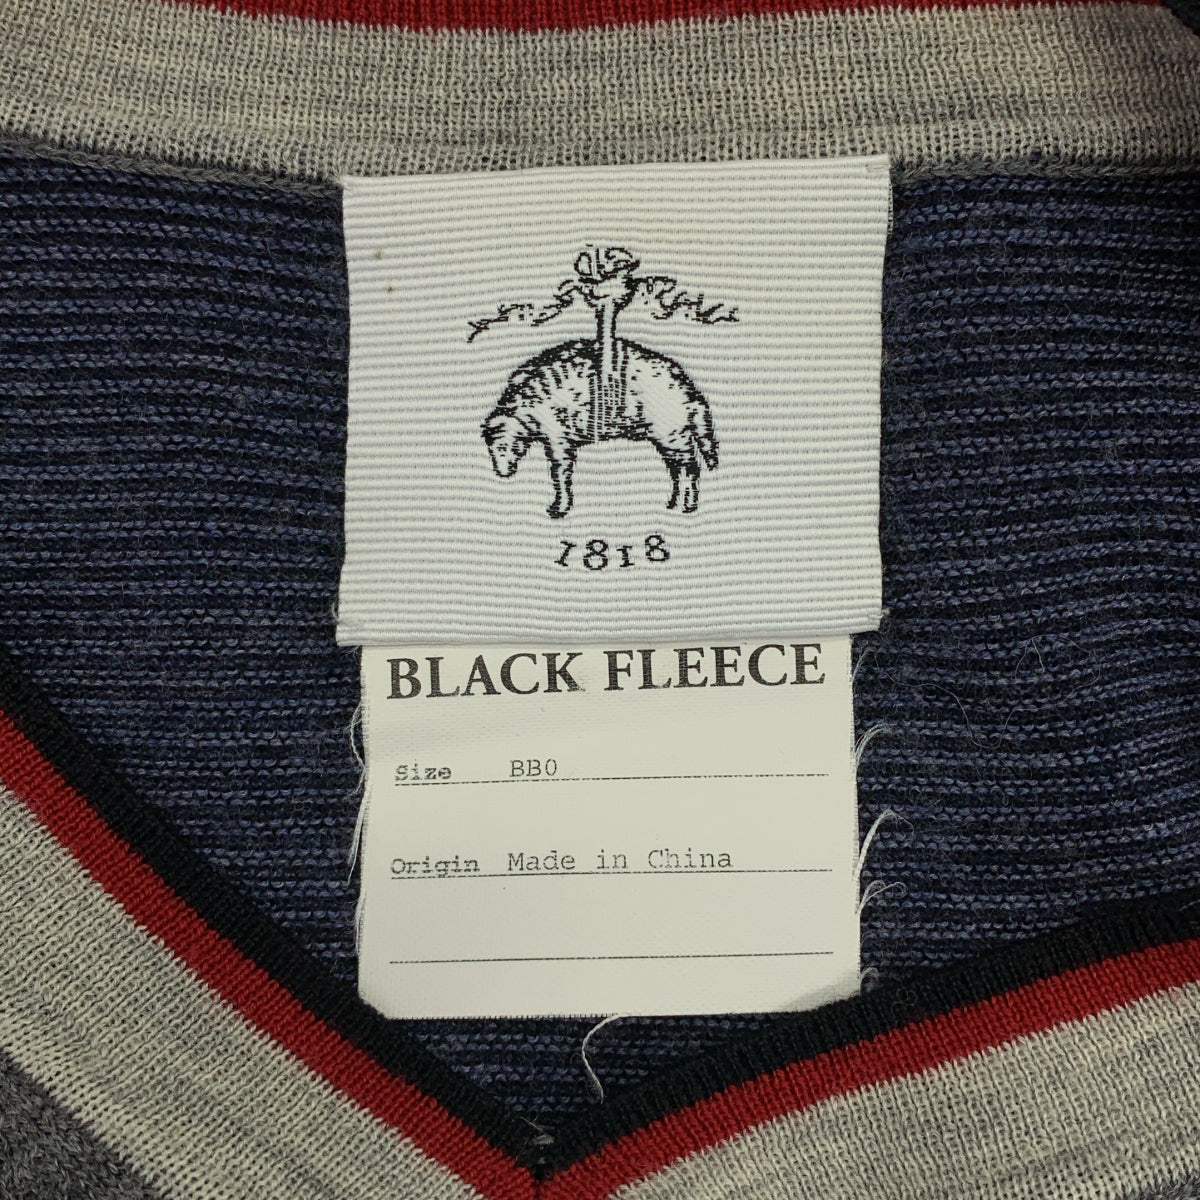 1818
BLACK FLEECE
Size BB0
Origin Made in China